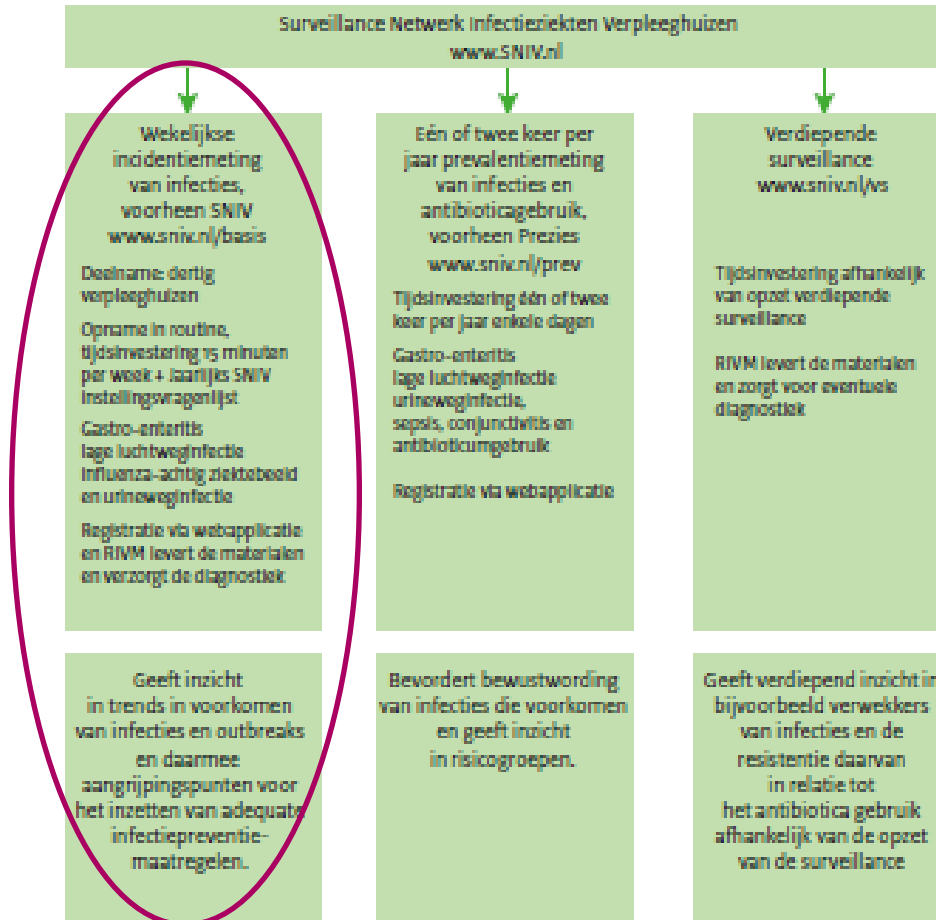 Surveillance Netwerk Infectieziekten Verpleeghuizen
www.SNIV.nl
Wekelijkse
incidentiemeting
van infecties,
voorheen SNIV
www.sniv.nl/basis
Deelname: dertig
verpleeghuizen
Opname in routine,
tijdsinvestering 15 minuten
per week + Jaarlijks SNIV
instellingsvragenlijst
Gastro-enteritis
lage luchtweginfectie
influenza-achtig ziektebeeld
en urineweginfectie
Registratie via webapplicatie
en RIVM levert de materialen
en verzorgt de diagnostiek
Geeft inzicht
in trends in voorkomen
van infecties en outbreaks
en daarmee
aangrijpingspunten voor
het inzetten van adequate
infectiepreventie-
maatregelen.
Eén of twee keer per
jaar prevalentiemeting
van infecties en
antibioticagebruik,
voorheen Prezies
www.sniv.nl/prev
Tijdsinvestering één of twee
keer per jaar enkele dagen
Gastro-enteritis
lage luchtweginfectie
urineweginfectie,
sepsis, conjunctivitis en
antibioticumgebruik
Registratie via webapplicatie
Bevordert bewustwording
van infecties die voorkomen
en geeft inzicht
in risicogroepen.
Verdiepende
surveillance
www.sniv.nl/vs
Tijdsinvestering afhankelijk
van opzet verdiepende
surveillance
RIVM levert de materialen
en zorgt voor eventuele
diagnostiek
Geeft verdiepend inzicht in
bijvoorbeeld verwekkers
van infecties en de
resistentie daarvan
in relatie tot
het antibiotica gebruik
afhankelijk van de opzet
van de surveillance